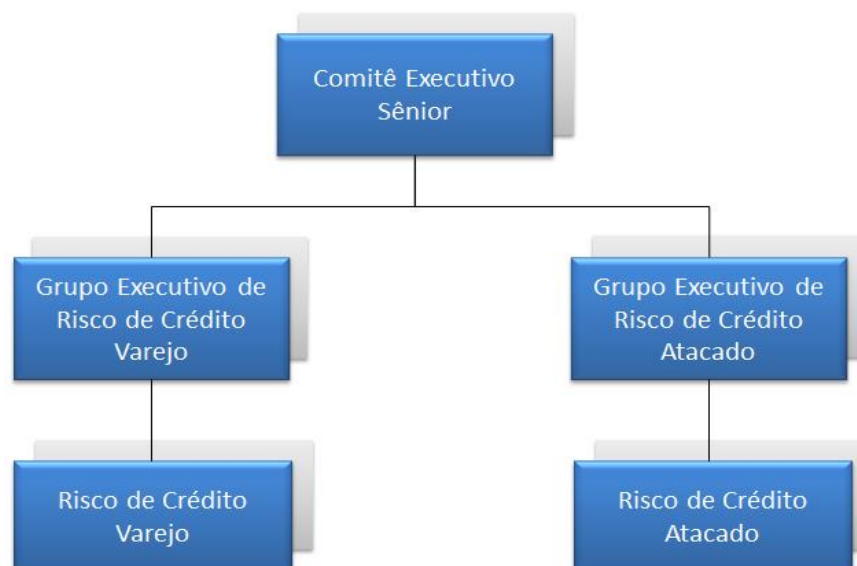 Comitê Executivo
Sênior
Grupo Executivo de
Risco de Crédito
Varejo
Grupo Executivo de
Risco de Crédito
Atacado
Risco de Crédito
Varejo
Risco de Crédito
Atacado